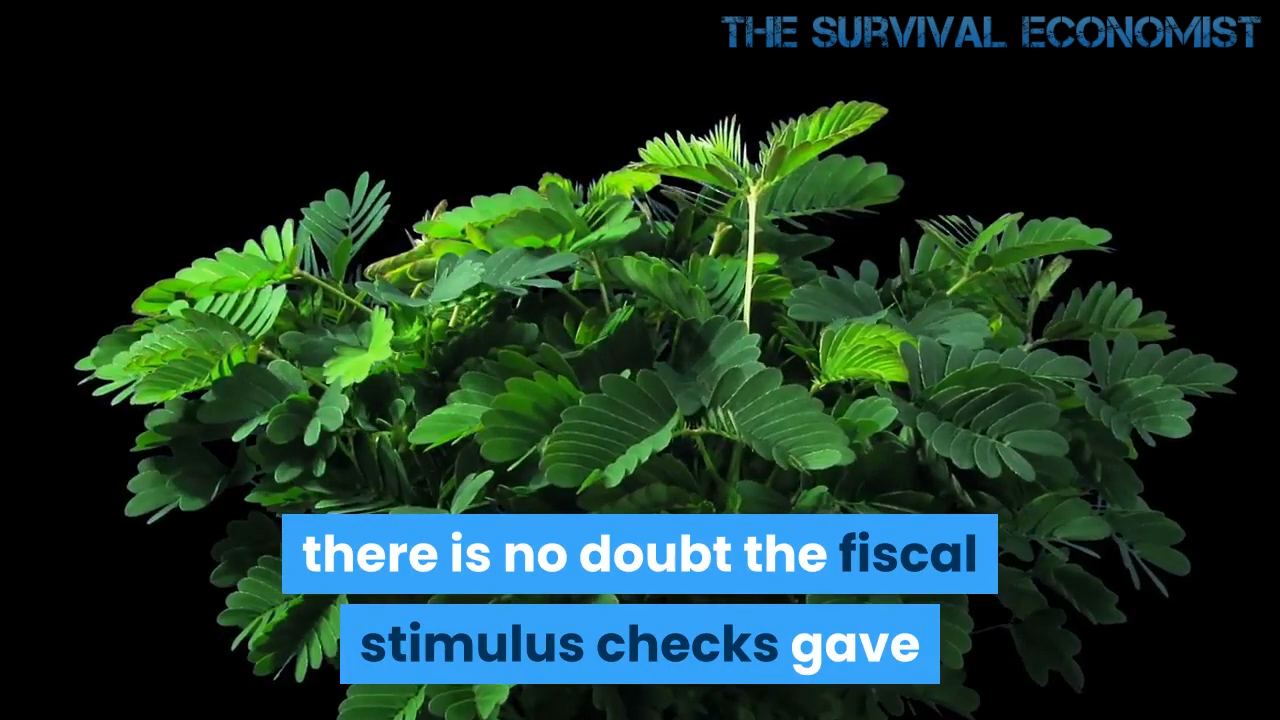 THE SURVIVAL ECONOMIST
there is no doubt the fiscal
stimulus checks gave